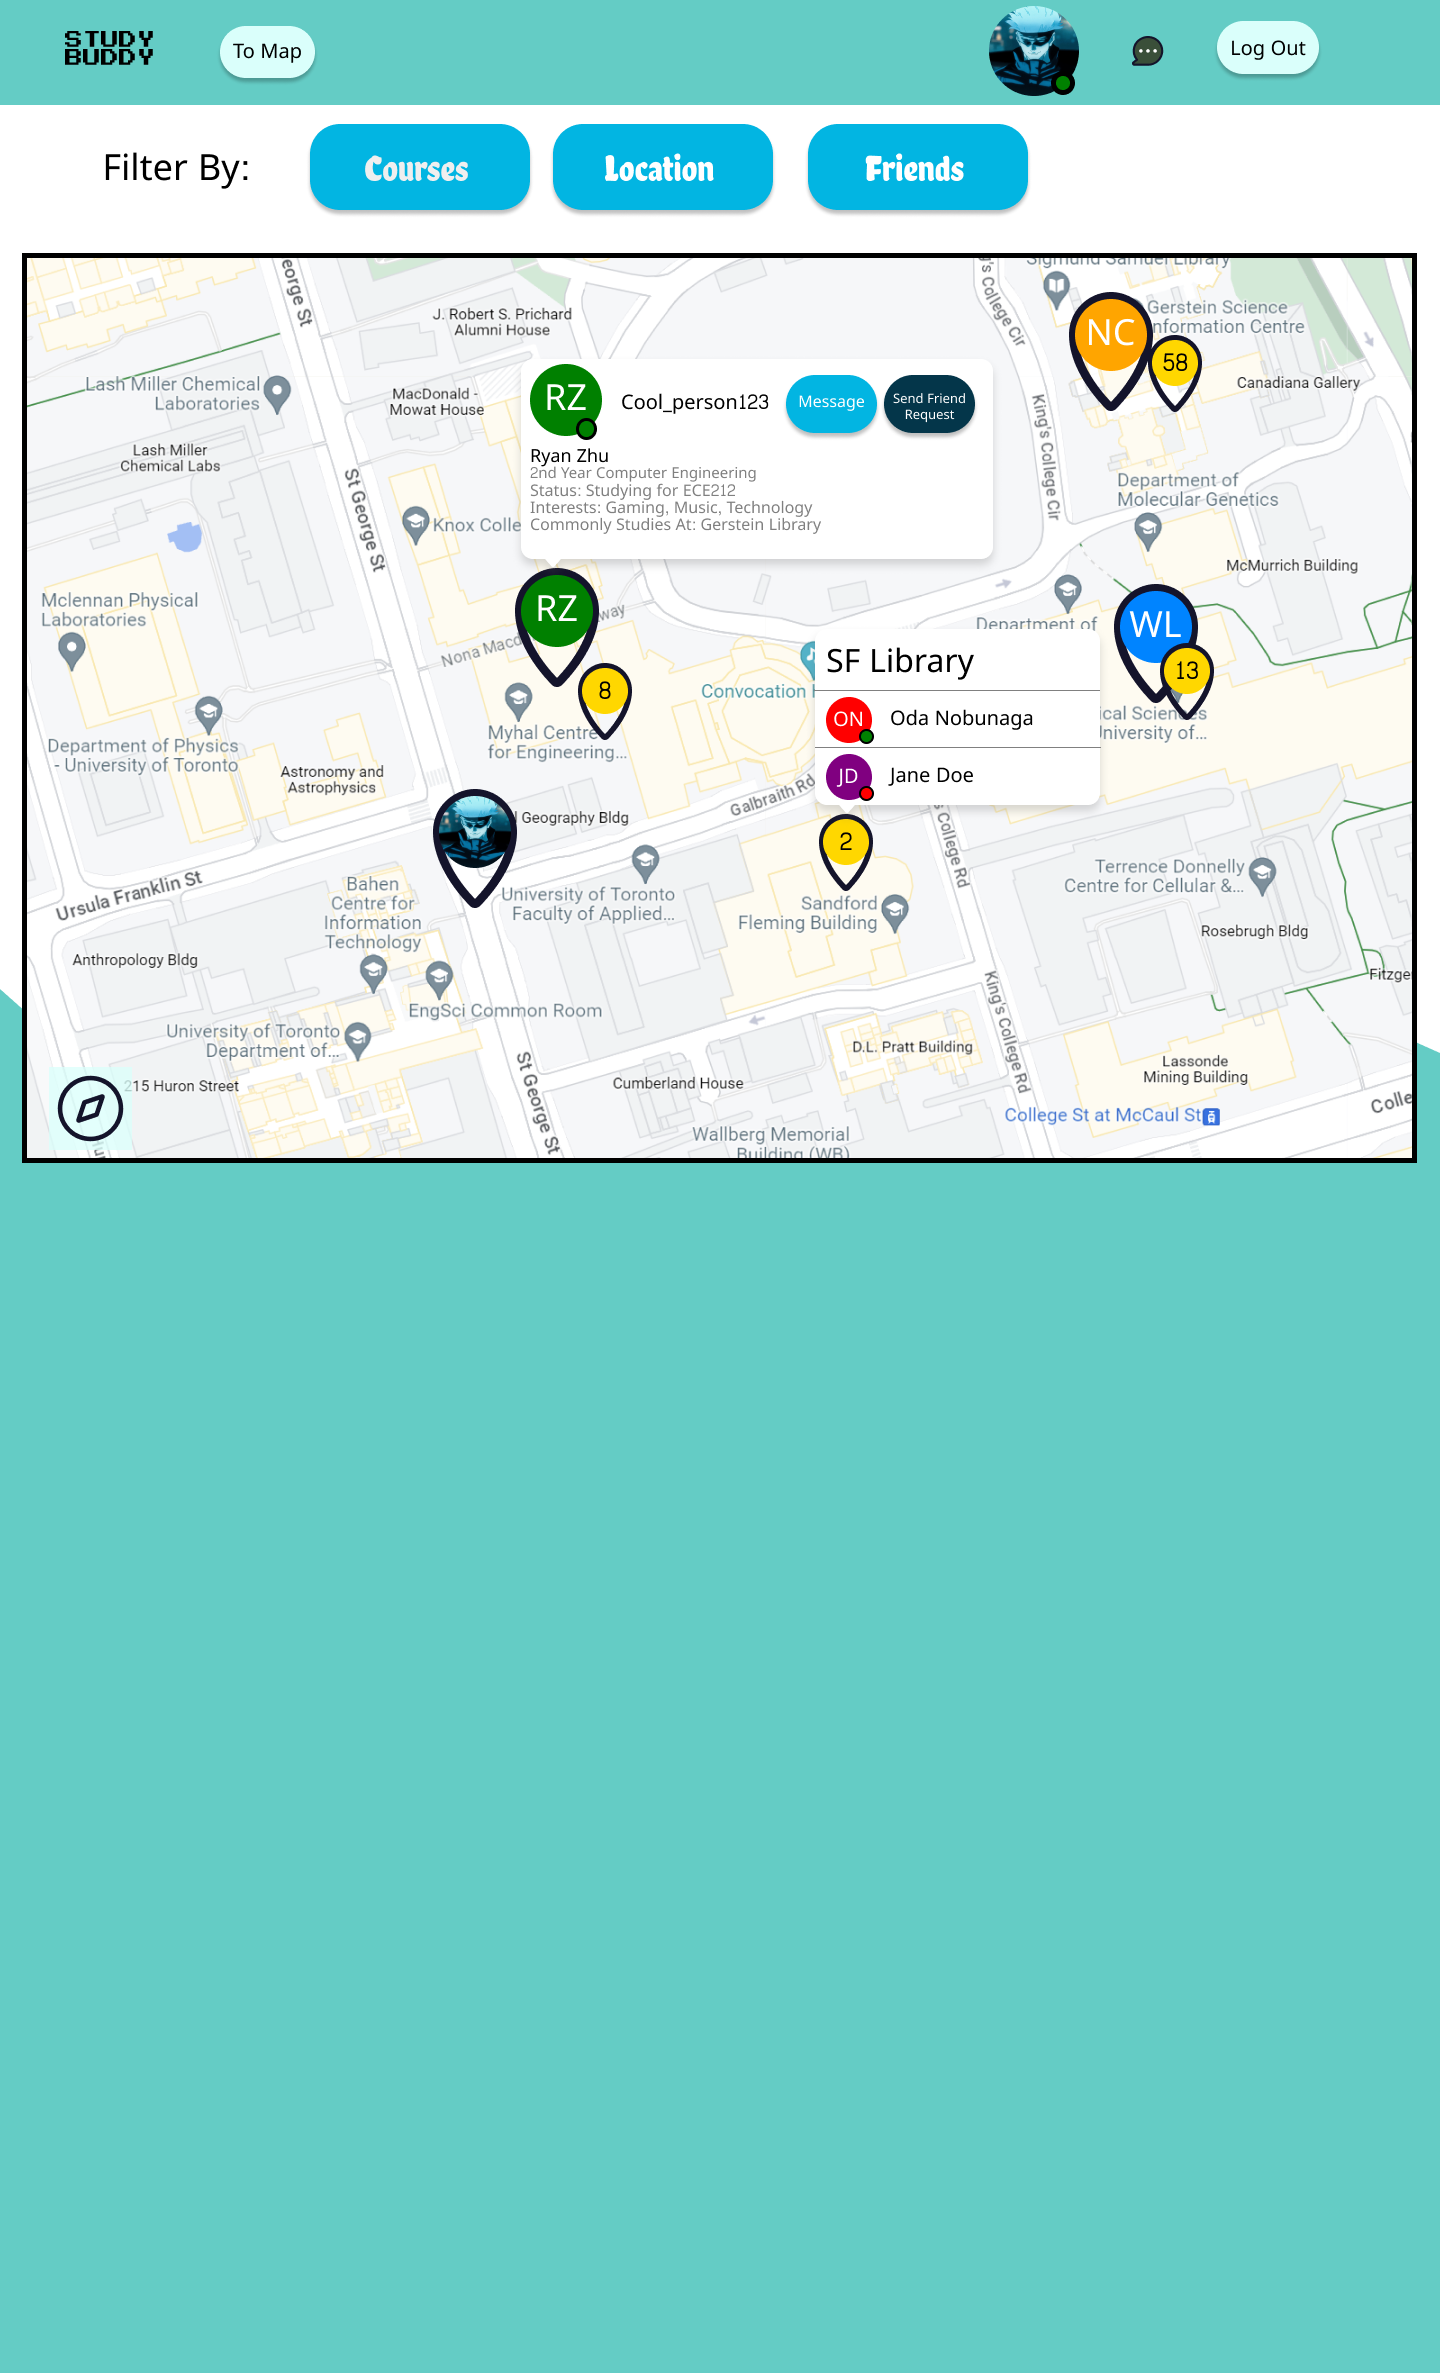 STUDY
BUDDY
To Map
Log Out
Filter By:
Courses
Location
Friends
St
J. Robert S. Prichard
Alumni House
Lash Miller Chemical
Laboratories
MacDonald -
Mowat House
Lash Miller
Chemical Labs
St George St
Knox Colle
RZ
Cool_person123
Message
Send Friend
Request
Ryan Zhu
2nd Year Computer Engineering
Status: Studying for ECE212
Interests: Gaming, Music, Technology
Commonly Studies At: Gerstein Library
Sigmund Samuel Library
NC
Gerstein Science
nformation Centre
58
Canadiana Gallery
King's College Cir
Department of
Molecular Genetics
McMurrich Building
Mclennan Physical
Laboratories
RZ
8
Nona Macd
way
Department of
WL
13
ical Sciences
University of...
Convocation
SF Library
ON
Oda Nobunaga
JD
Jane Doe
2
Myhal Centre
for Engineering...
Department of Physics
- University of Toronto
Astronomy and
Astrophysics
Geography Bldg
Galbraith Rd
College Rd
Ursula Franklin St
Bahen
Centre for
Information
Technology
University of Toronto
Faculty of Applied...
Sandford
Fleming Building
Terrence Donnelly
Centre for Cellular &...
Rosebrugh Bldg
Anthropology Bldg
Fitzge
EngSci Common Room
University of Toronto
Department of...
King's College Rd
D.L. Pratt Building
Lassonde
Mining Building
215 Huron Street
Cumberland House
St George St
College St at McCaul St
Colle
Wallberg Memorial
Building (WB)